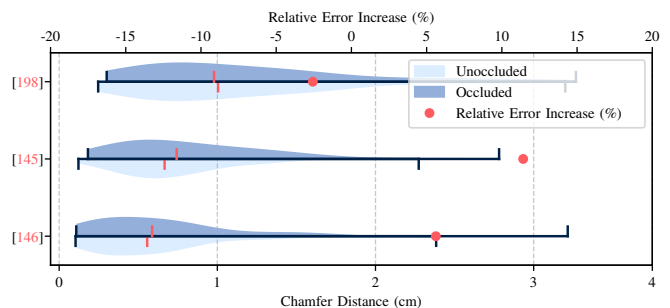 Relative Error Increase (%)
-20 -15 -10 -5 0 5 10 15 20
[198]
Unoccluded
Occluded
Relative Error Increase (%)
[145]
[146]
0 1 2 3 4
Chamfer Distance (cm)